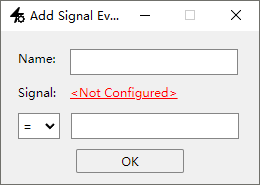 Add Signal Ev...
Name:
Signal: <Not Configured>
=
OK